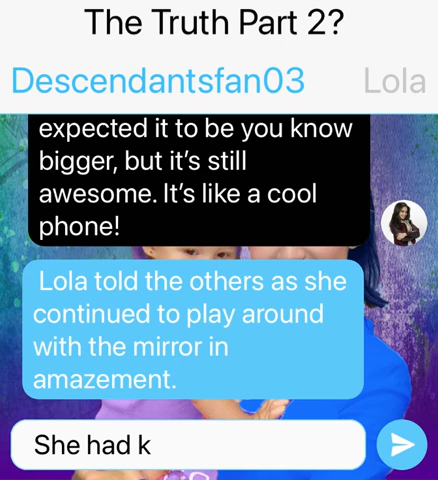 The Truth Part 2?
Descendantsfan03 Lola
expected it to be you know
bigger, but it's still
awesome. It's like a cool
phone!
Lola told the others as she
continued to play around
with the mirror in
amazement.
She had k